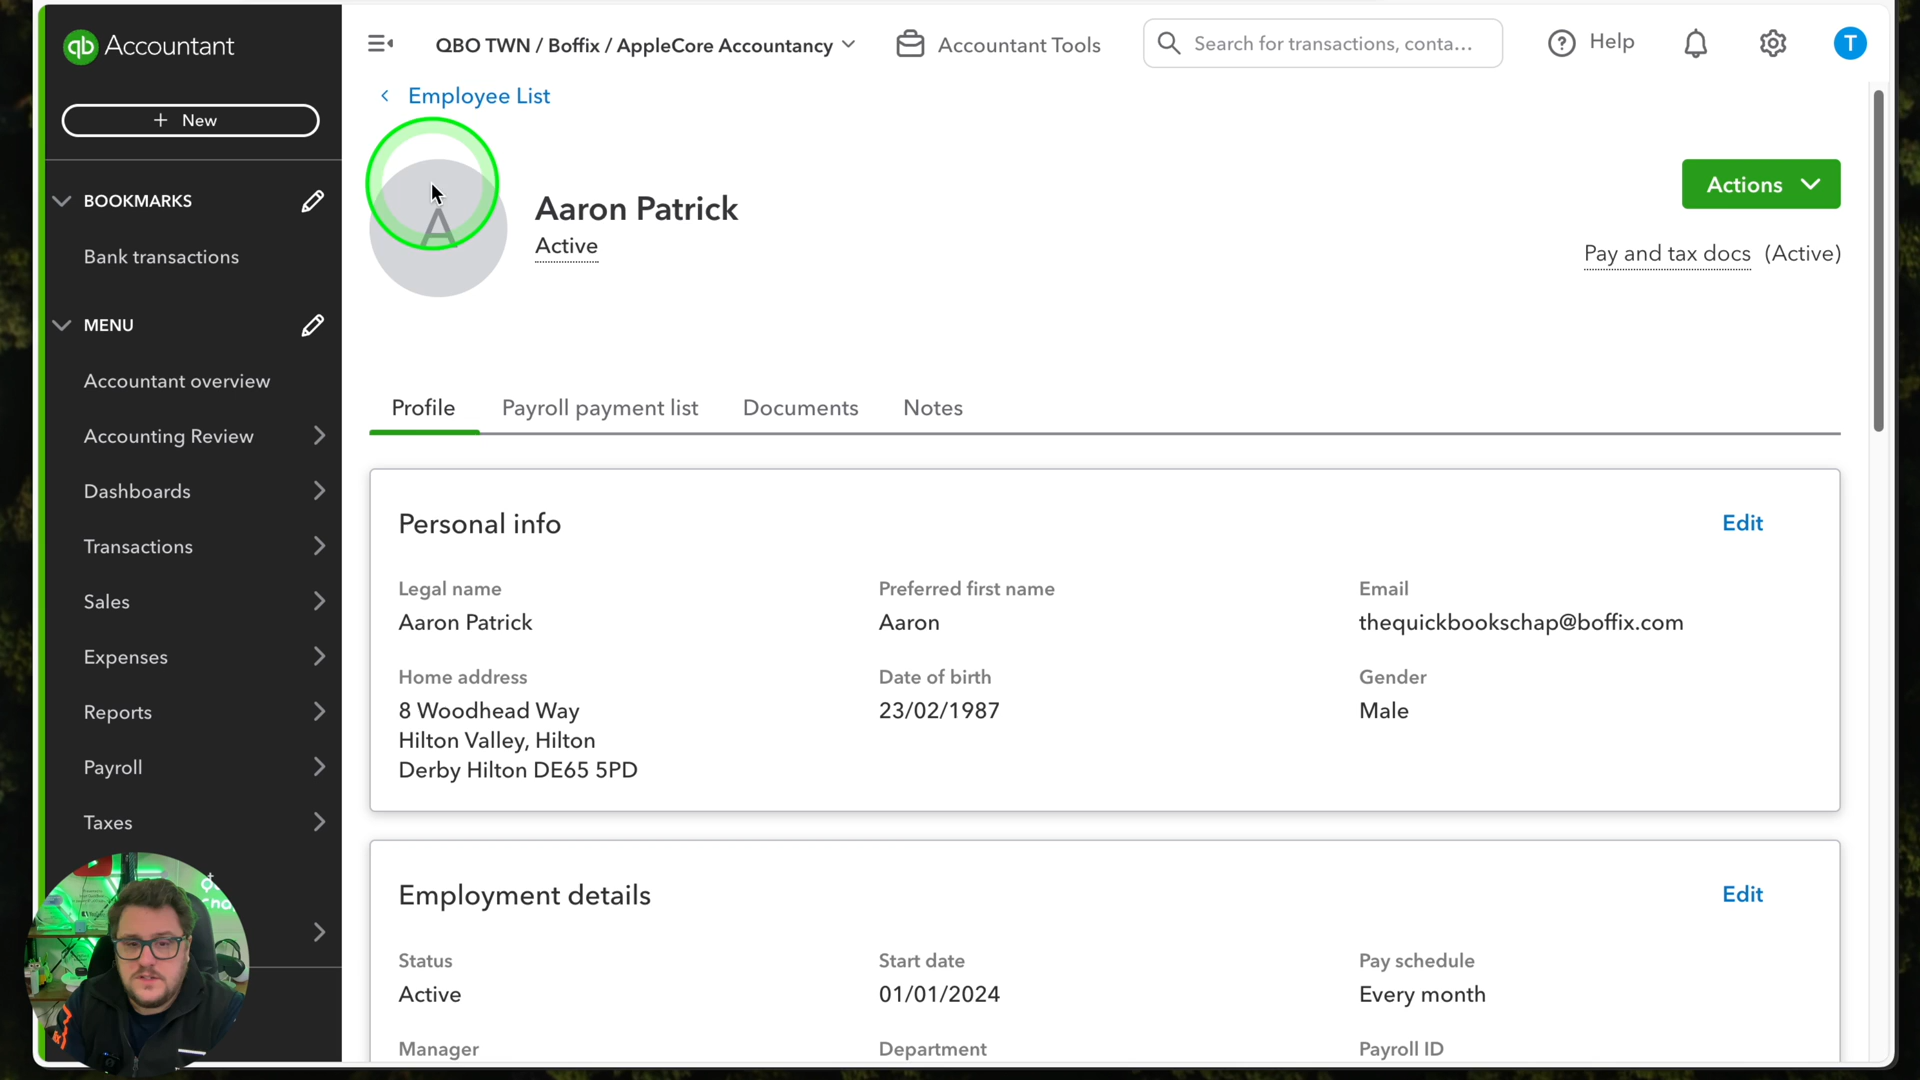 qb Accountant
QBO TWN / Boffix / AppleCore Accountancy
Accountant Tools
Search for transactions, conta...
Help
T
+ New
BOOKMARKS
Bank transactions
MENU
Accountant overview
Accounting Review
Dashboards
Transactions
Sales
Expenses
Reports
Payroll
Taxes
Employee List
A
Aaron Patrick
Active
Actions
Pay and tax docs (Active)
Profile
Payroll payment list
Documents
Notes
Personal info
Edit
Legal name
Aaron Patrick
Preferred first name
Aaron
Email
thequickbookschap@boffix.com
Home address
8 Woodhead Way
Hilton Valley, Hilton
Derby Hilton DE65 5PD
Date of birth
23/02/1987
Gender
Male
Employment details
Edit
Status
Active
Start date
01/01/2024
Pay schedule
Every month
Manager
Department
Payroll ID